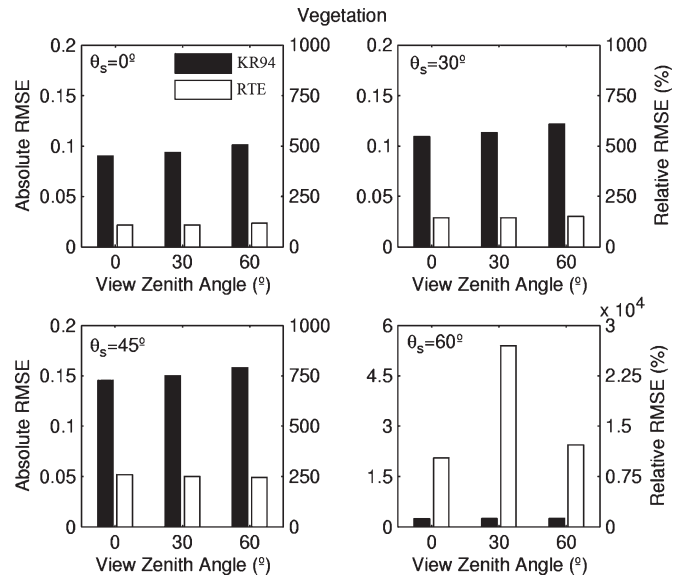 Vegetation
θs=0º
KR94
RTE
0.2
0.15
0.1
0.05
0
1000
750
500
250
0
Absolute RMSE
0 30 60
View Zenith Angle (º)
θs=30º
0.2
0.15
0.1
0.05
0
1000
750
500
250
0
Relative RMSE (%)
0 30 60
View Zenith Angle (º)
θs=45º
0.2
0.15
0.1
0.05
0
1000
750
500
250
0
Absolute RMSE
0 30 60
View Zenith Angle (º)
x 10⁴
θs=60º
6
4.5
3
1.5
0
3
2.25
1.5
0.75
0
Relative RMSE (%)
0 30 60
View Zenith Angle (º)